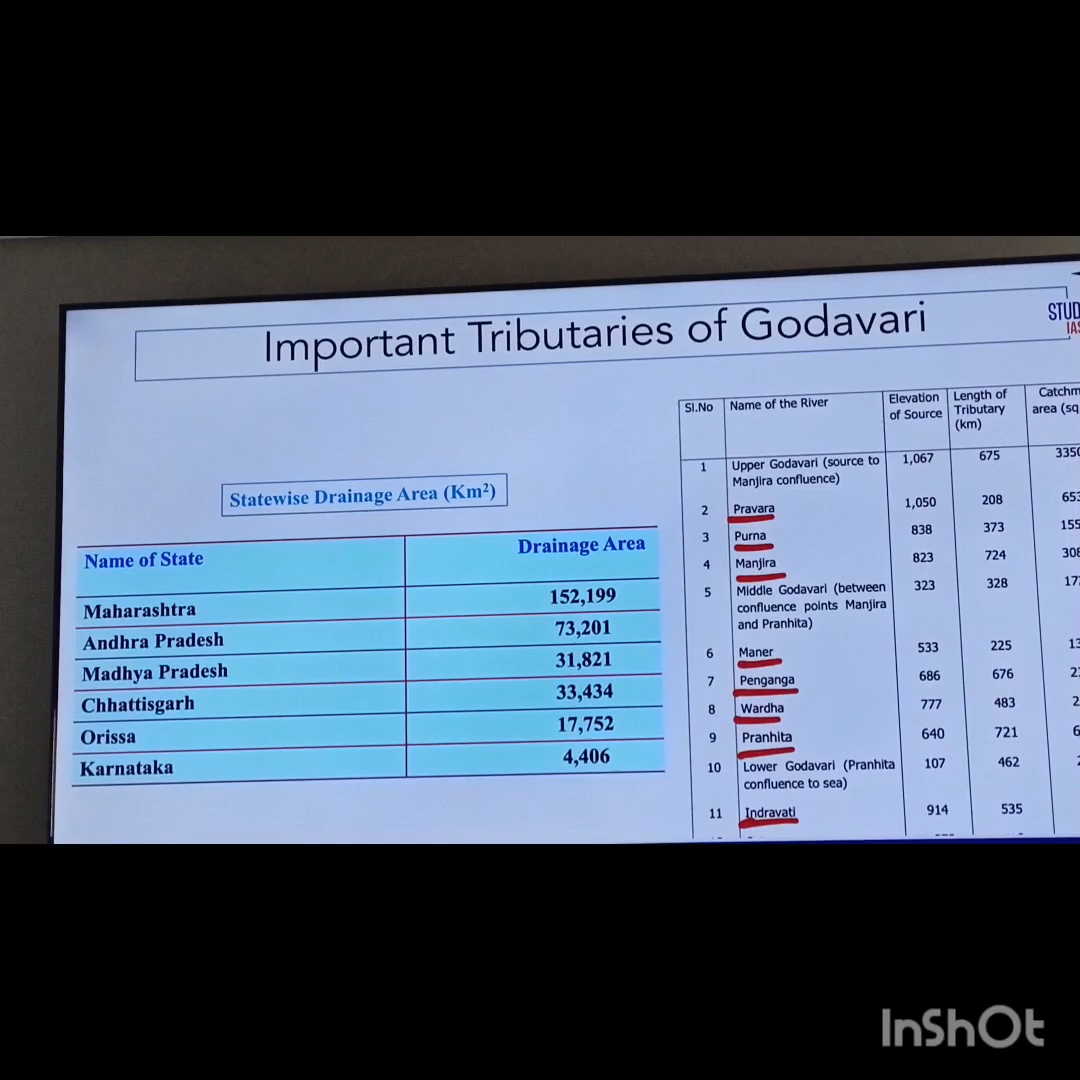 Important Tributaries of Godavari
Statewise Drainage Area (Km²)
Name of State Drainage Area
Maharashtra 152,199
Andhra Pradesh 73,201
Madhya Pradesh 31,821
Chhattisgarh 33,434
Orissa 17,752
Karnataka 4,406
Sl.No Name of the River Elevation of Source Length of Tributary (km) area
1 Upper Godavari (source to 1,067 675
Manjira confluence)
2 Pravara 1,050 208
3 Purna 838 373
4 Manjira 823 724
5 Middle Godavari (between 323 328
confluence points Manjira
and Pranhita)
6 Maner 533 225
7 Penganga 686 676
8 Wardha 777 483
9 Pranhita 640 721
10 Lower Godavari (Pranhita 107 462
confluence to sea)
11 Indravati 914 535
InShOt